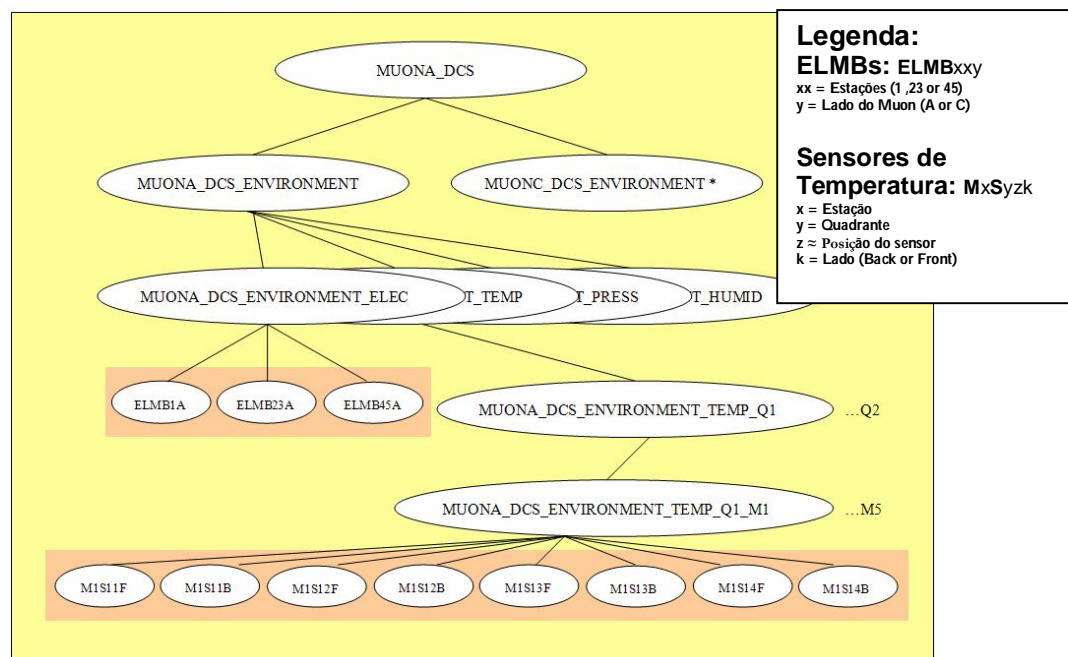 Legenda:
ELMBs: ELMBxxy
xx = Estações (1 ,23 or 45)
y = Lado do Muon (A or C)
Sensores de
Temperatura: MxSyzk
x = Estação
y = Quadrante
z ≈ Posição do sensor
k = Lado (Back or Front)
MUONA_DCS
MUONA_DCS_ENVIRONMENT
MUONC_DCS_ENVIRONMENT *
MUONA_DCS_ENVIRONMENT_ELEC
T_TEMP
T_PRESS
T_HUMID
ELMB1A
ELMB23A
ELMB45A
MUONA_DCS_ENVIRONMENT_TEMP_Q1
...Q2
MUONA_DCS_ENVIRONMENT_TEMP_Q1_M1
...M5
M1S11F
M1S11B
M1S12F
M1S12B
M1S13F
M1S13B
M1S14F
M1S14B